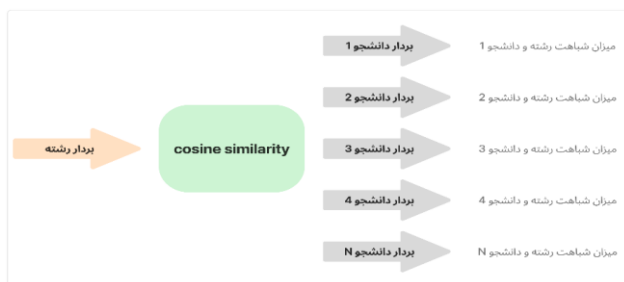 بردار دانشجو 1
میزان شباهت رشته و دانشجو 1
بردار دانشجو 2
میزان شباهت رشته و دانشجو 2
بردار رشته
cosine similarity
بردار دانشجو 3
میزان شباهت رشته و دانشجو 3
بردار دانشجو 4
میزان شباهت رشته و دانشجو 4
بردار دانشجو N
میزان شباهت رشته و دانشجو N